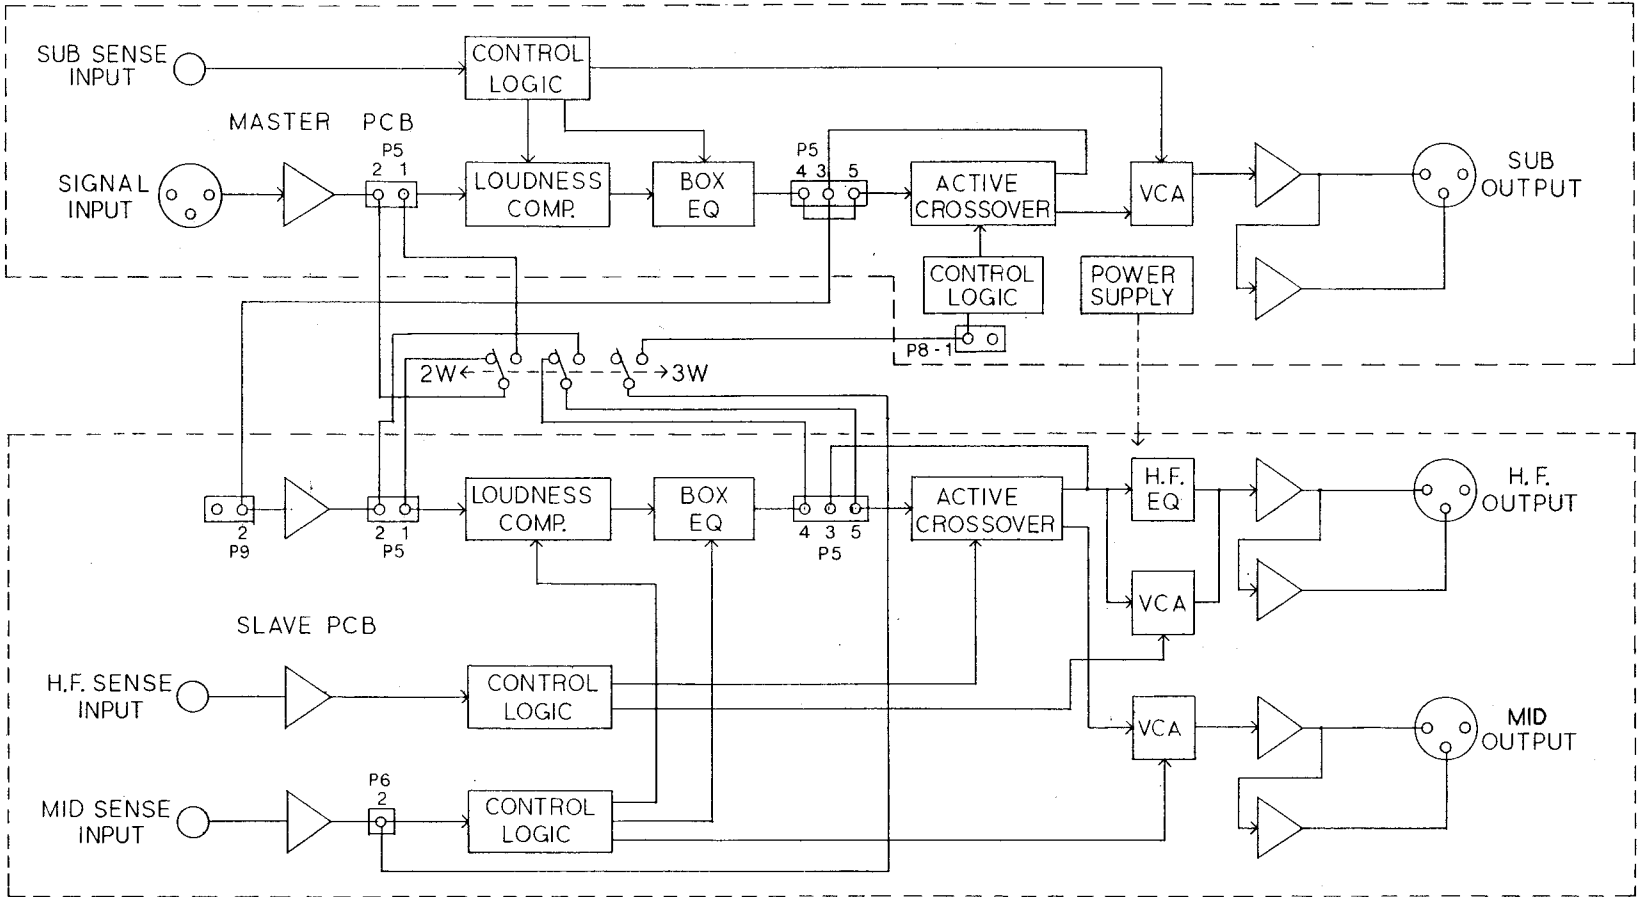 SUB SENSE
INPUT
CONTROL
LOGIC
MASTER PCB
P5
2 1
SIGNAL
INPUT
LOUDNESS
COMP.
BOX
EQ
P5
4 3 5
ACTIVE
CROSSOVER
VCA
SUB
OUTPUT
CONTROL
LOGIC
POWER
SUPPLY
P8-1
2W
3W
LOUDNESS
COMP.
BOX
EQ
ACTIVE
CROSSOVER
H.F.
EQ
H.F.
OUTPUT
2
P9
2 1
P5
4 3 5
P5
VCA
SLAVE PCB
H.F. SENSE
INPUT
CONTROL
LOGIC
VCA
MID
OUTPUT
P6
2
MID SENSE
INPUT
CONTROL
LOGIC